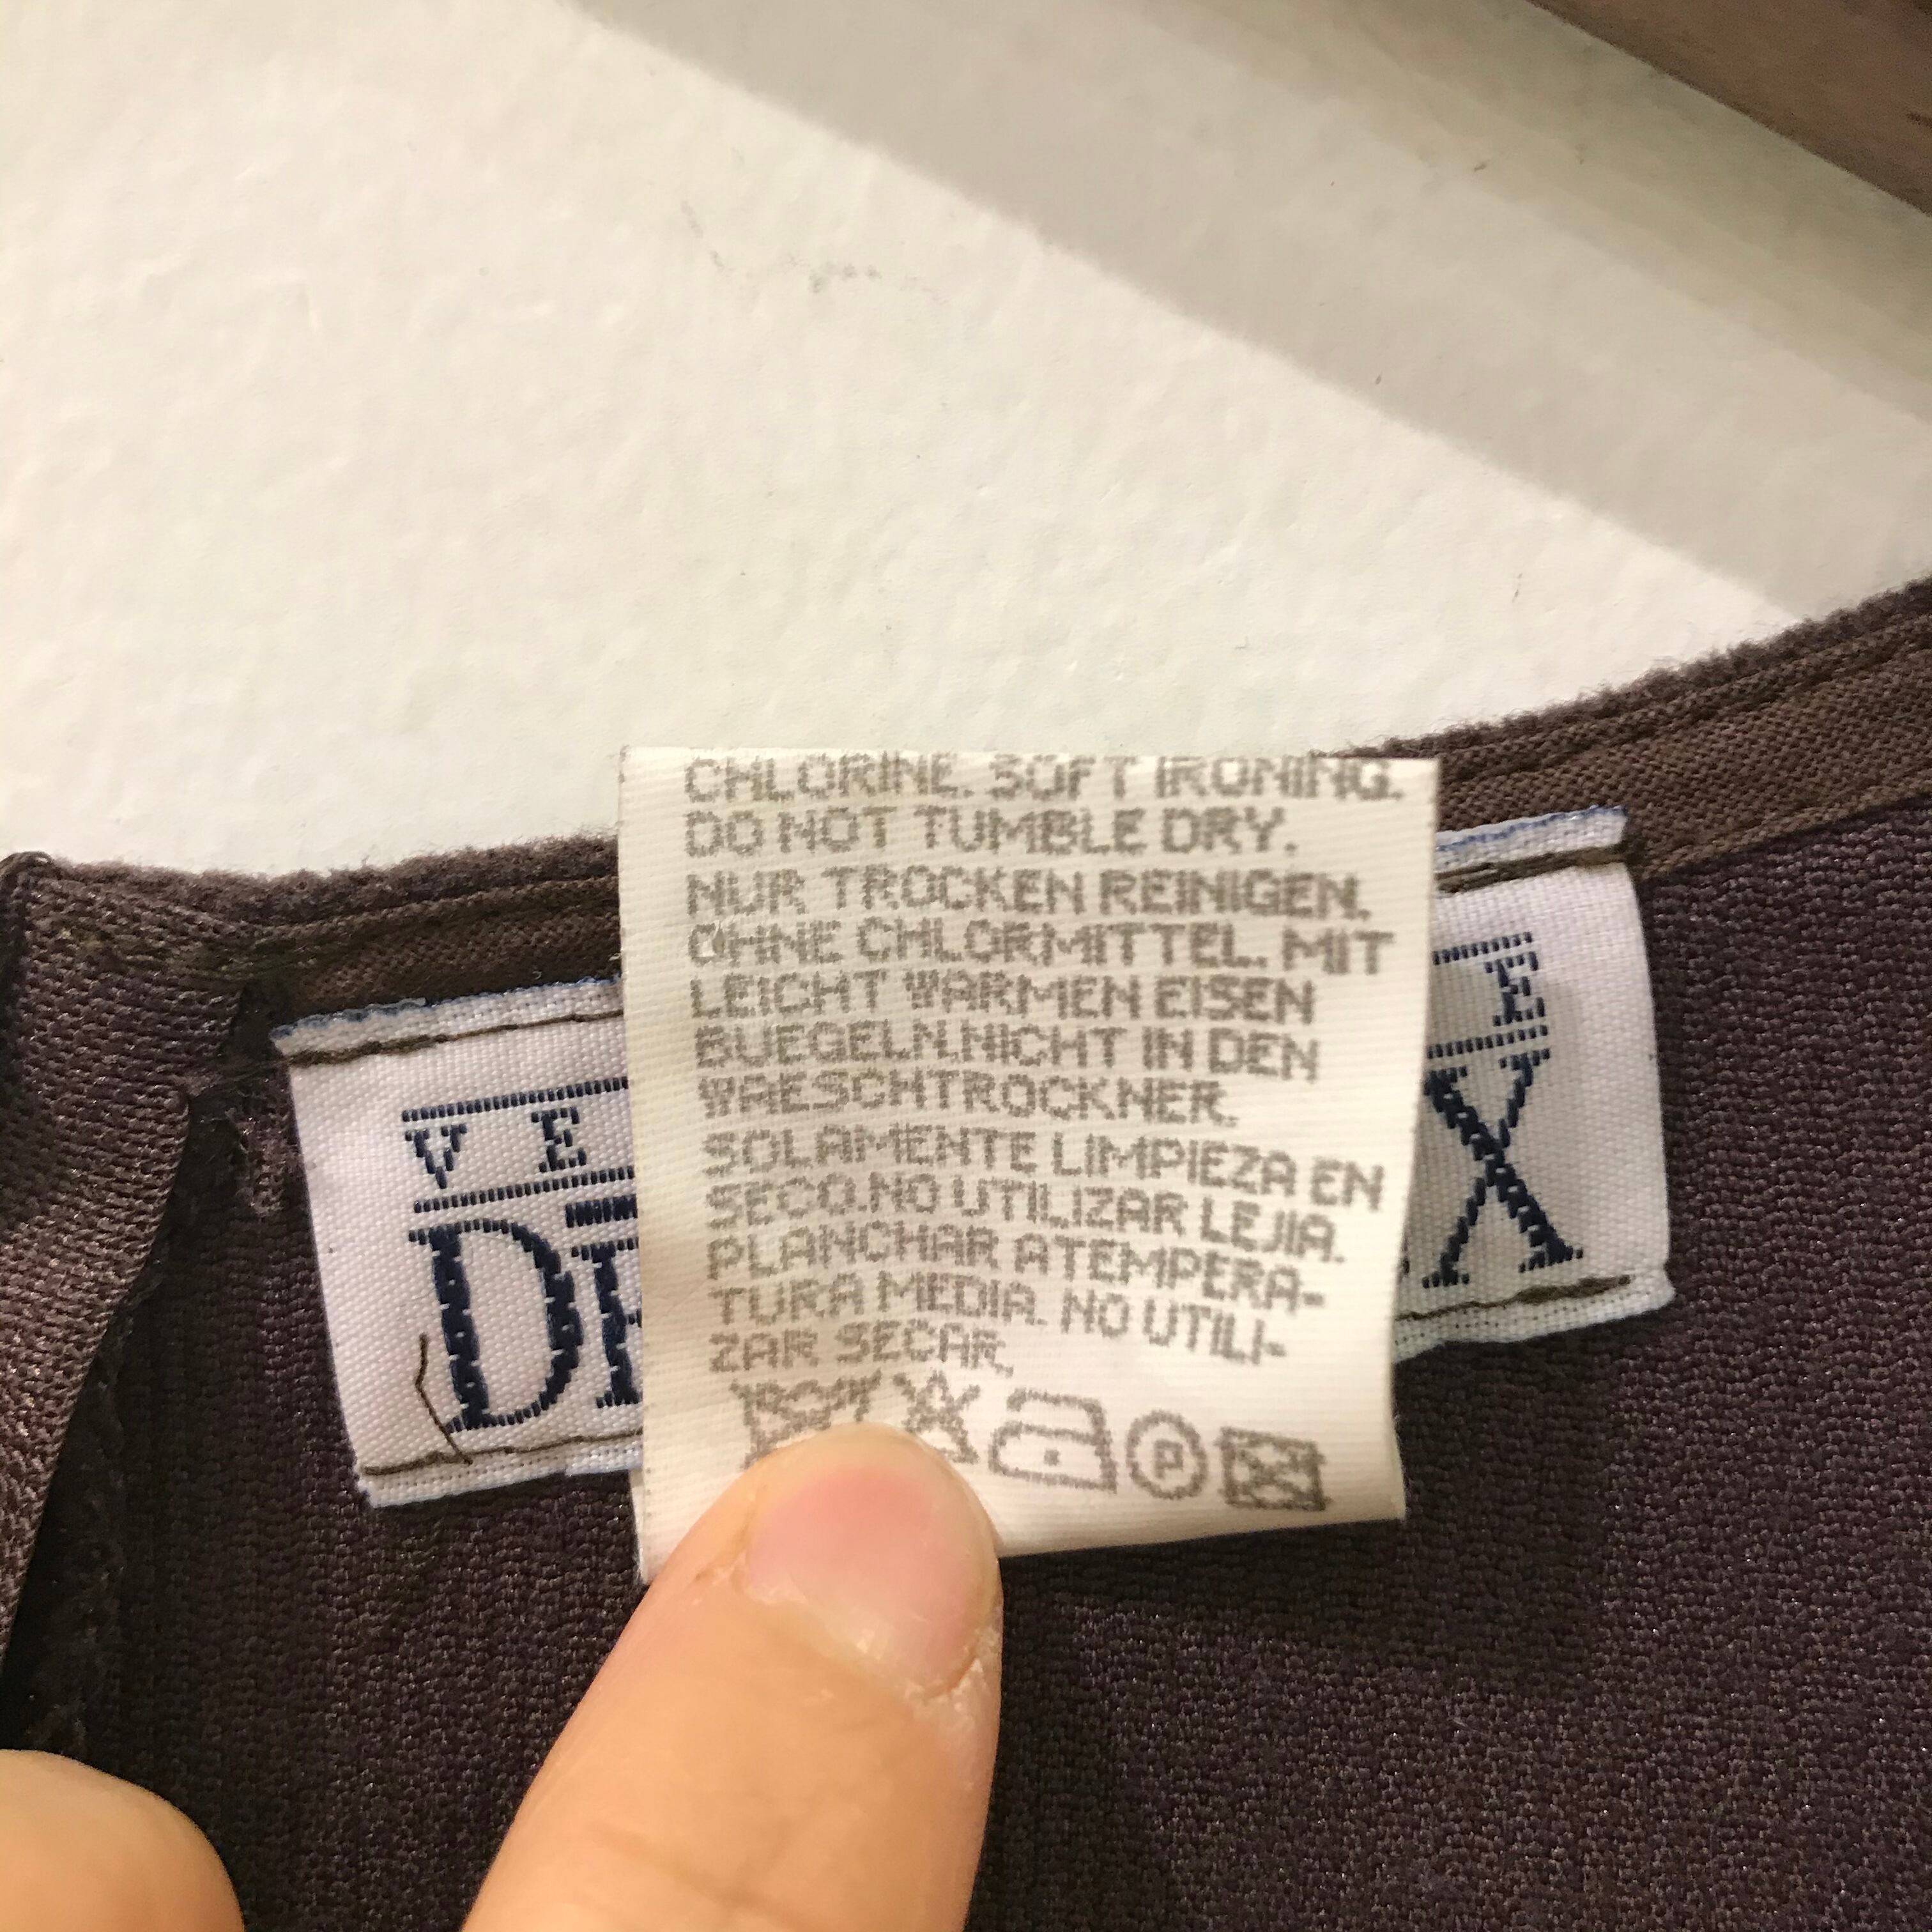 CHLORINE. SOFT IRONING.
DO NOT TUMBLE DRY.
NUR TROCKEN REINIGEN.
OHNE CHLORMITTEL. MIT
LEICHT WARMEN EISEN
BUEGELN.NICHT IN DEN
WAESCHTROCKNER.
SOLAMENTE LIMPIEZA EN
SECO.NO UTILIZAR LEJIA.
PLANCHAR A TEMPERA-
TURA MEDIA. NO UTILI-
ZAR SECAR.
P